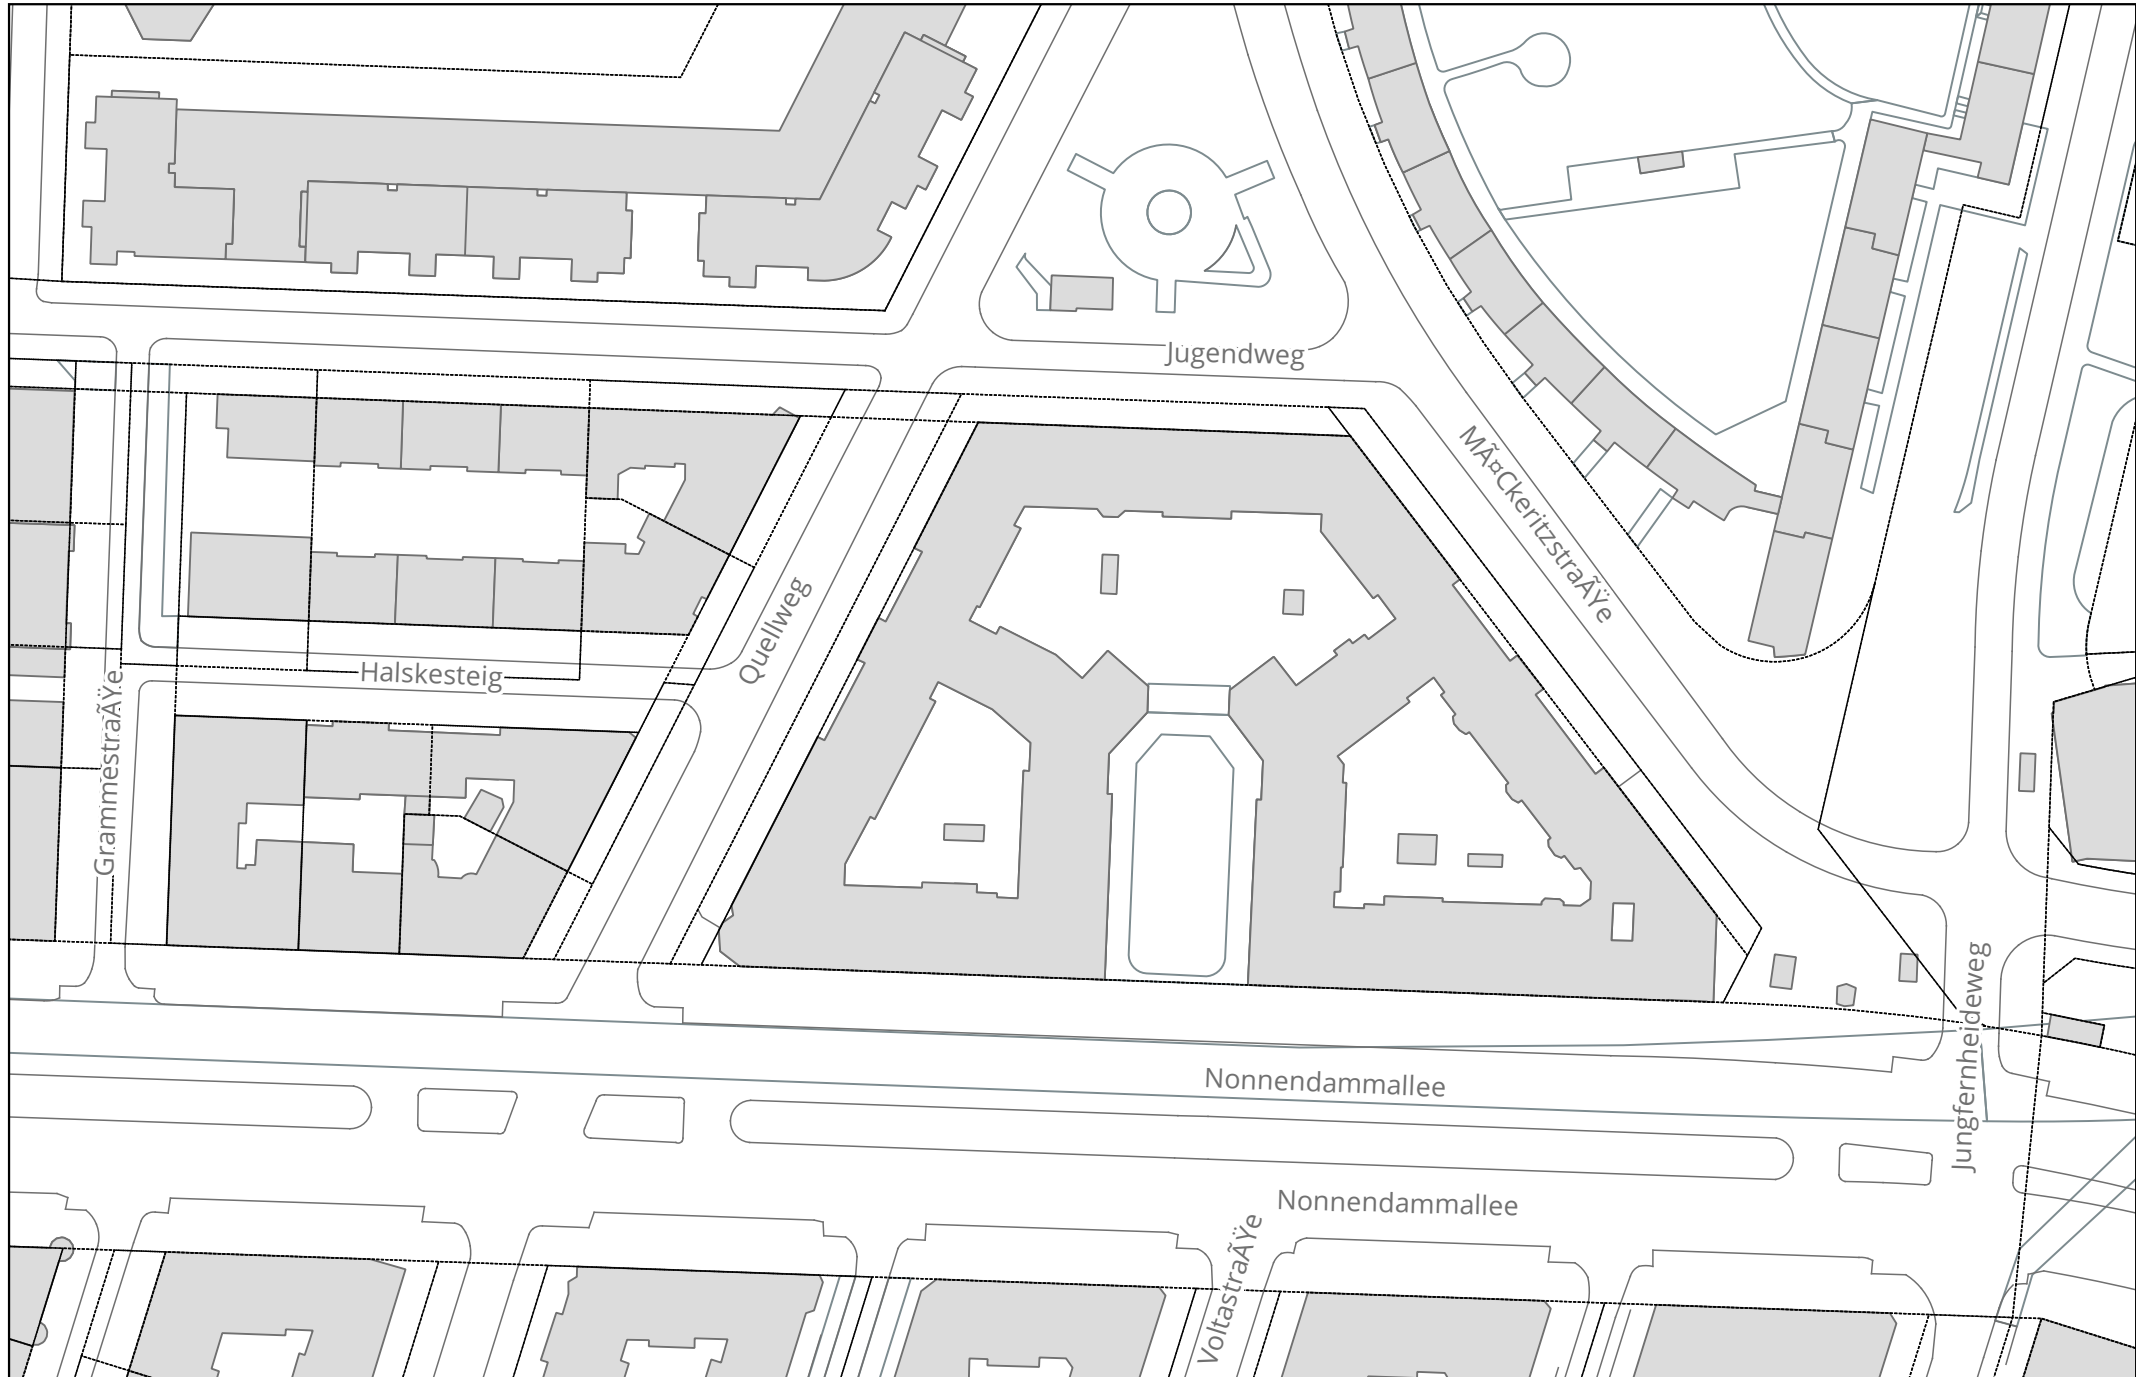 Jugendweg
MÃ¤CkeritzstraÃŸe
Quellweg
Halskesteig
GrammestraÃŸe
Jungfernheideweg
Nonnendammallee
Nonnendammallee
VoltastraÃŸe